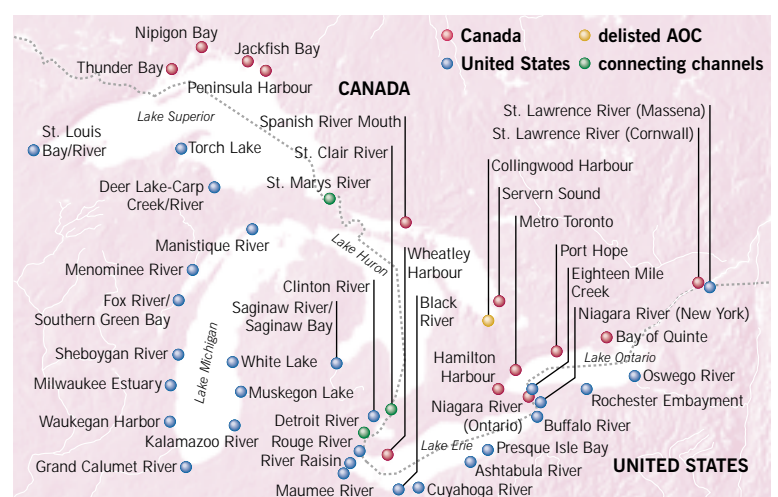 Nipigon Bay
Jackfish Bay
Thunder Bay
Peninsula Harbour
Canada
delisted AOC
United States
connecting channels
CANADA
Lake Superior
Spanish River Mouth
St. Lawrence River (Massena)
St. Lawrence River (Cornwall)
St. Louis
Bay/River
Torch Lake
St. Clair River
Collingwood Harbour
Deer Lake-Carp
Creek/River
St. Marys River
Servern Sound
Metro Toronto
Manistique River
Lake Huron
Wheatley
Harbour
Port Hope
Menominee River
Clinton River
Eighteen Mile
Creek
Fox River/
Southern Green Bay
Saginaw River/
Saginaw Bay
Black
River
Niagara River (New York)
Bay of Quinte
Sheboygan River
Lake Michigan
White Lake
Hamilton
Harbour
Lake Ontario
Milwaukee Estuary
Muskegon Lake
Oswego River
Rochester Embayment
Waukegan Harbor
Kalamazoo River
Detroit River
Niagara River
(Ontario)
Buffalo River
Rouge River
Lake Erie
Grand Calumet River
River Raisin
Presque Isle Bay
Ashtabula River
UNITED STATES
Maumee River
Cuyahoga River